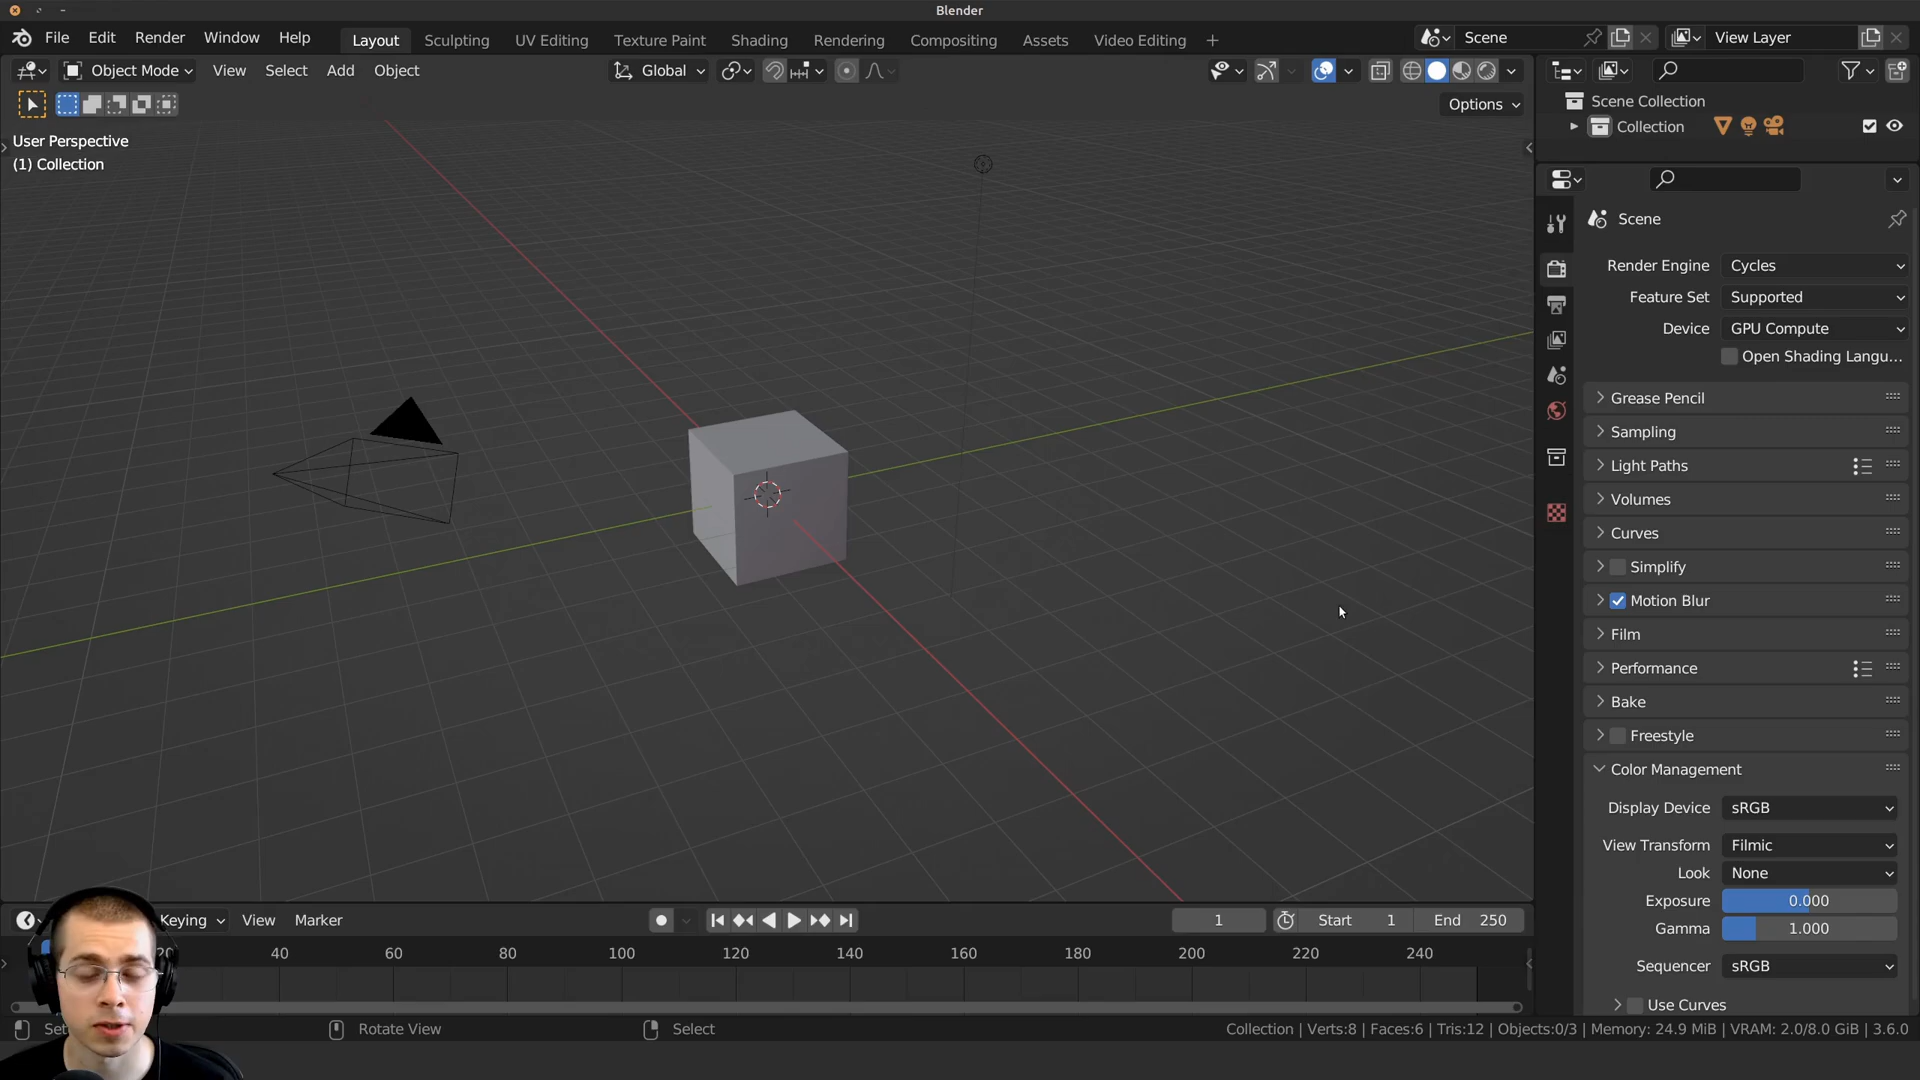 Blender
File Edit Render Window Help Layout Sculpting UV Editing Texture Paint Shading Rendering Compositing Assets Video Editing Scene View Layer
Object Mode View Select Add Object Global
Options
Scene Collection
Collection
User Perspective
(1) Collection
Scene
Render Engine Cycles
Feature Set Supported
Device GPU Compute
Open Shading Langu...
Grease Pencil
Sampling
Light Paths
Volumes
Curves
Simplify
Motion Blur
Film
Performance
Bake
Freestyle
Color Management
Display Device sRGB
View Transform Filmic
Look None
Exposure 0.000
Gamma 1.000
Sequencer sRGB
Use Curves
Keying View Marker 1 Start 1 End 250
40 60 80 100 120 140 160 180 200 220 240
Rotate View Select Collection | Verts:8 | Faces:6 | Tris:12 | Objects:0/3 | Memory: 24.9 MiB | VRAM: 2.0/8.0 GiB | 3.6.0